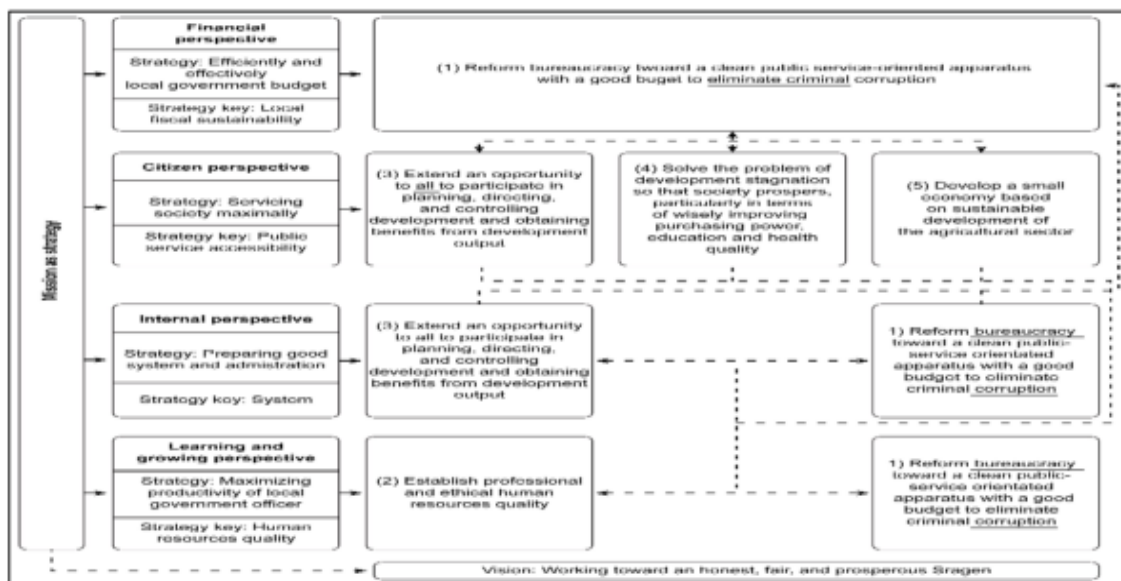 Mission as strategy
Financial
perspective
Strategy: Efficiently and
effectively
local government budget
Strategy key: Local
fiscal sustainability
(1) Reform bureaucracy tworard a clean public service-oriented apparatus
with a good buget to eliminate criminal corruption
Citizen perspective
Strategy: Servicing
society maximally
Strategy key: Public
service accessibility
(3) Extend an opportunity
to all to participate in
planning, directing,
and controlling
development and obtaining
benefits from development
output
(4) Solve the problem of
development stagnation
so that society prospers,
particularly in terms
of wisely improving
purchasing power,
education and health
quality
(5) Develop a small
economy based
on sustainable
development of
the agricultural sector
Internal perspective
Strategy: Preparing good
system and admistration
Strategy key: System
(3) Extend an opportunity
to all to participate in
planning, directing,
and controlling
development and obtaining
benefits from development
output
1) Reform bureaucracy
toward a clean public-
service orientated
apparatus with a good
budget to eliminate
criminal corruption
Learning and
growing perspective
Strategy: Maximizing
productivity of local
government officer
Strategy key: Human
resources quality
(2) Establish professional
and ethical human
resources quality
1) Reform bureaucracy
toward a clean public-
service orientated
apparatus with a good
budget to eliminate
criminal corruption
Vision: Working toward an honest, fair, and prosperous Sragen